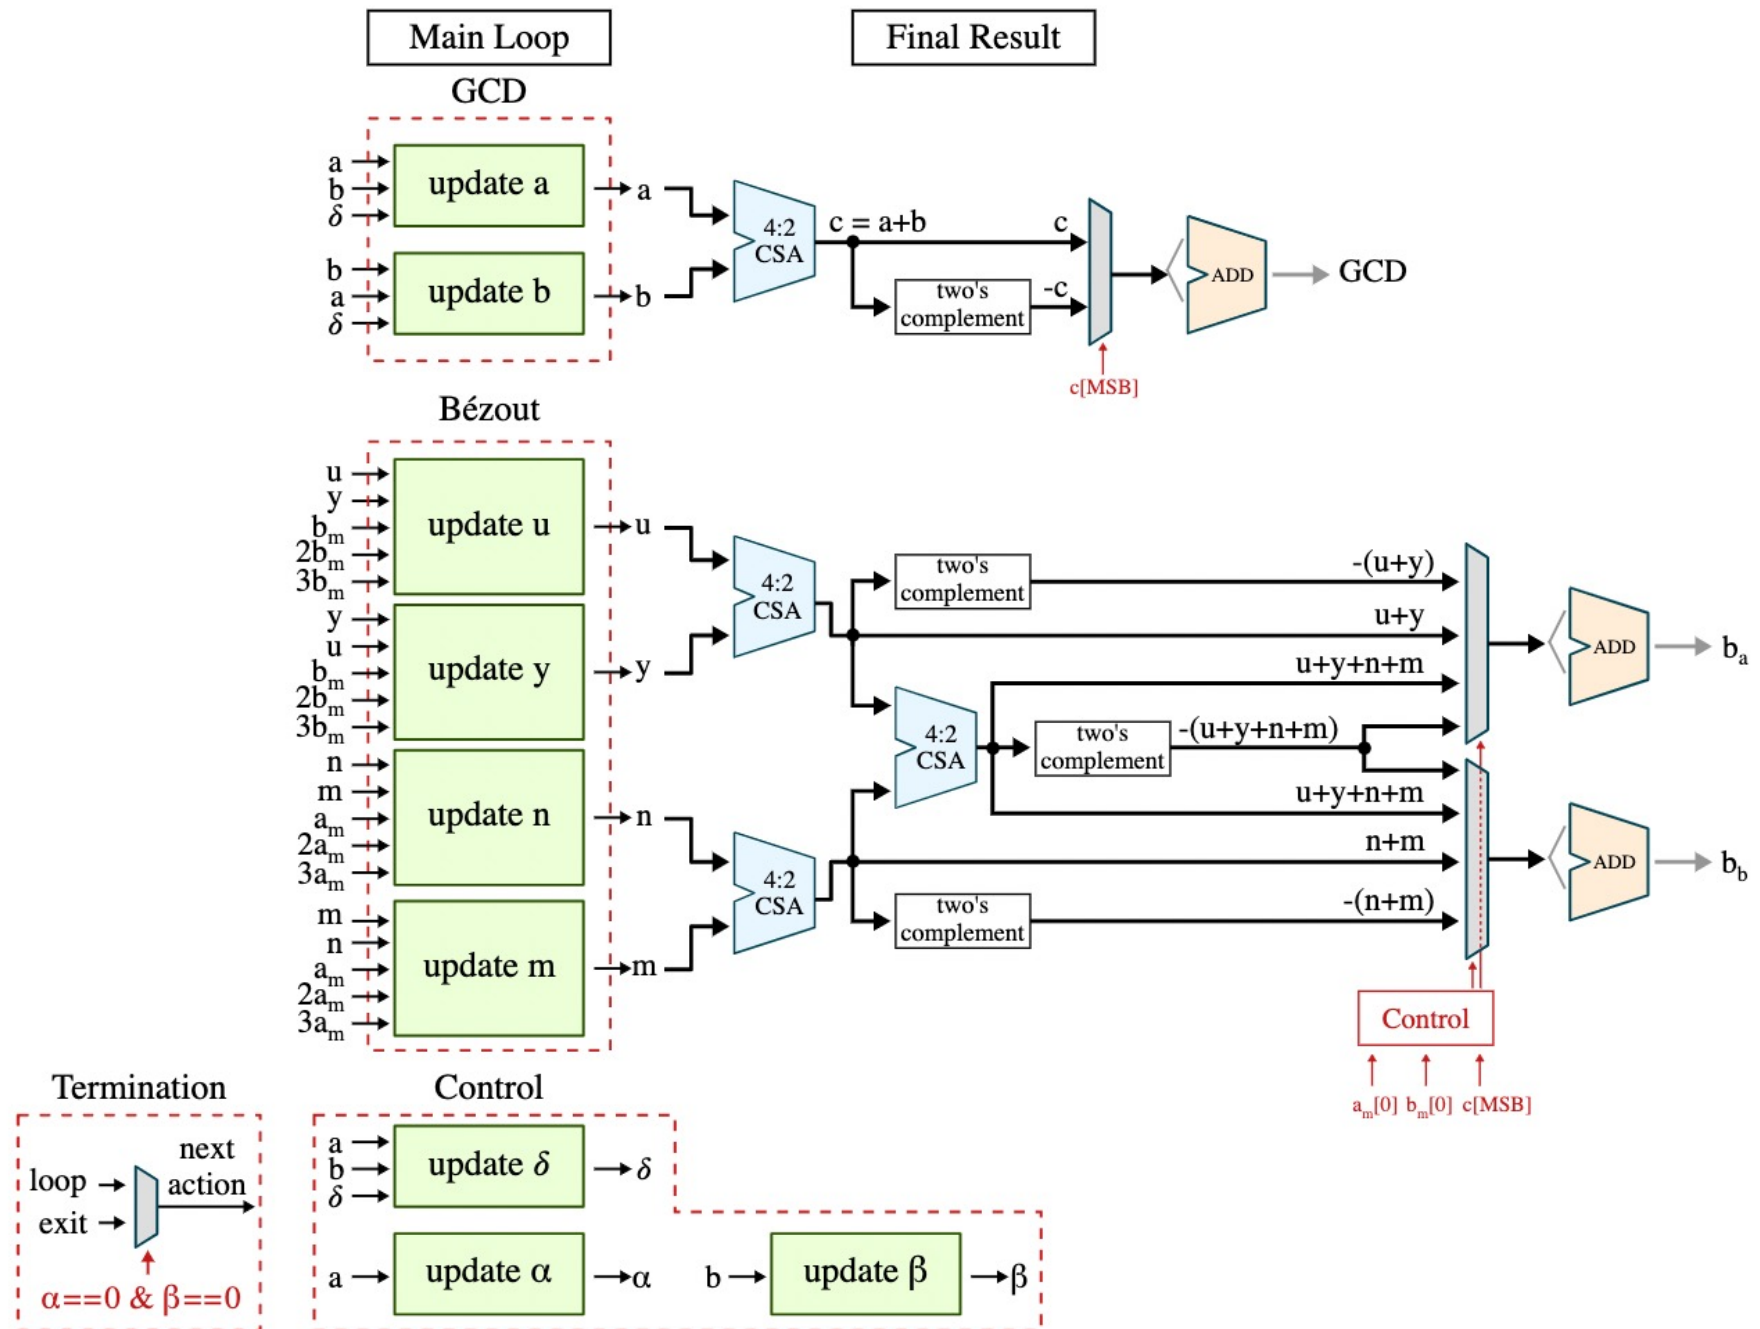 Main Loop
Final Result
GCD
a
b
δ
update a
a
b
a
δ
update b
b
4:2
CSA
c = a+b
c
two's
complement
-c
c[MSB]
ADD
GCD
Bézout
u
y
bm
2bm
3bm
update u
u
y
u
bm
2bm
3bm
update y
y
n
m
am
2am
3am
update n
n
m
n
am
2am
3am
update m
m
4:2
CSA
4:2
CSA
4:2
CSA
two's
complement
-(u+y)
u+y
u+y+n+m
two's
complement
-(u+y+n+m)
u+y+n+m
n+m
two's
complement
-(n+m)
ADD
ba
ADD
bb
Control
am[0] bm[0] c[MSB]
Termination
loop
exit
next
action
α==0 & β==0
Control
a
b
δ
update δ
δ
a
update α
α
b
update β
β